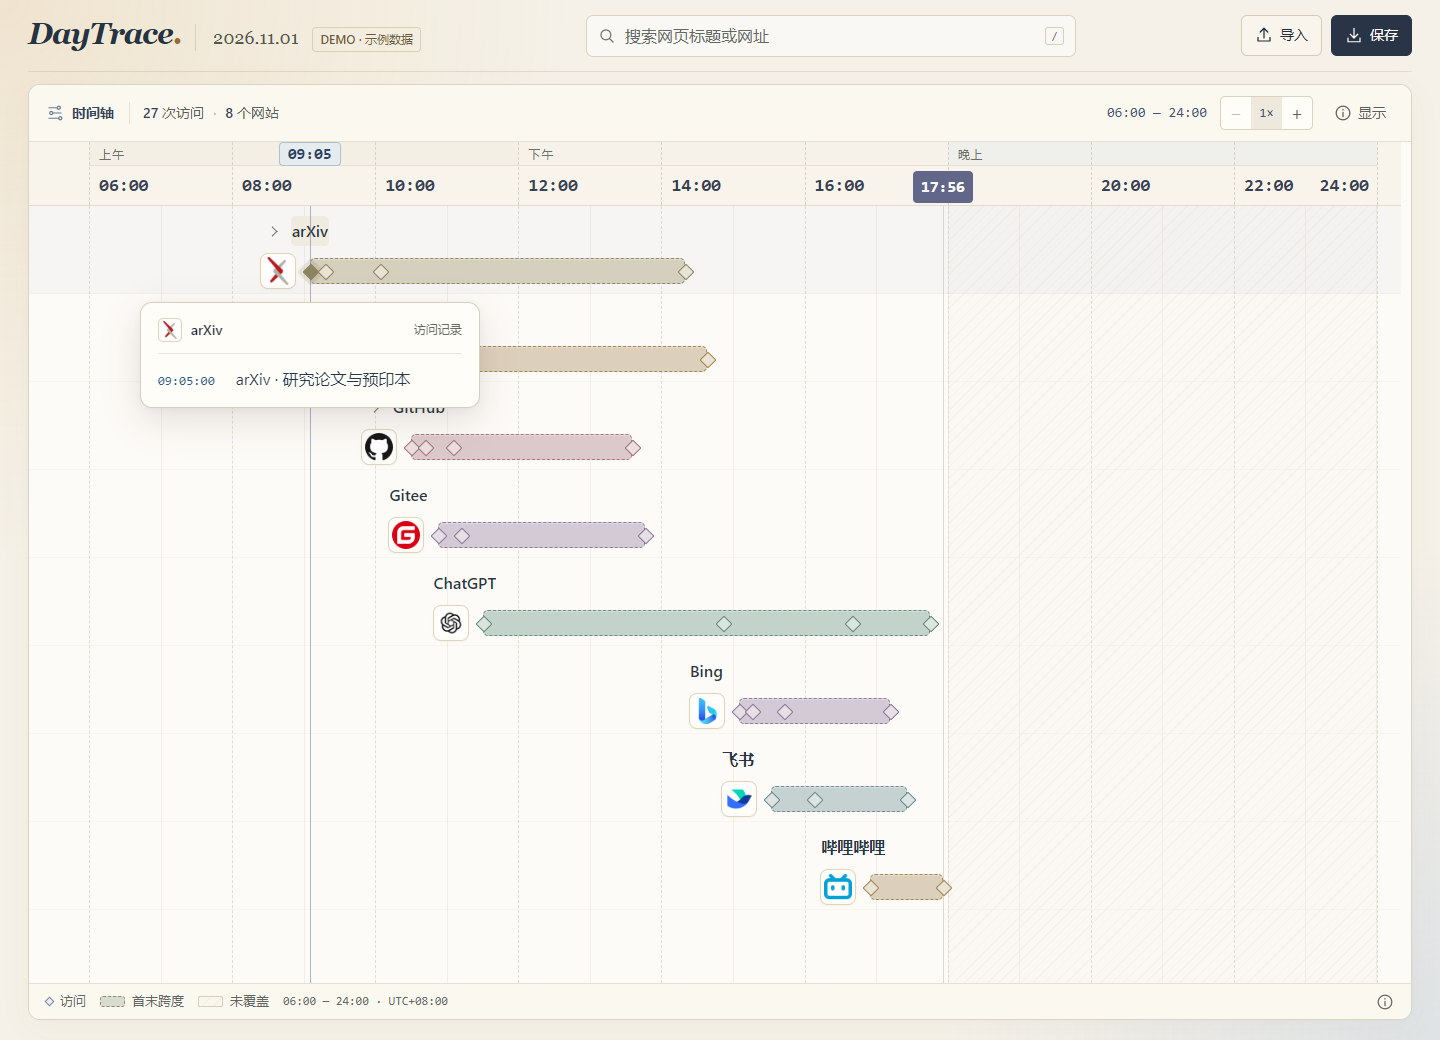 DayTrace.
2026.11.01
DEMO · 示例数据
搜索网页标题或网址
/
导入
保存
时间轴
27 次访问 · 8 个网站
06:00 — 24:00
− 1× +
显示
上午
09:05
下午
晚上
06:00
08:00
10:00
12:00
14:00
16:00
17:56
20:00
22:00
24:00
arXiv
arXiv
访问记录
09:05:00 arXiv · 研究论文与预印本
GitHub
Gitee
ChatGPT
Bing
飞书
哔哩哔哩
访问
首末跨度
未覆盖
06:00 — 24:00 · UTC+08:00